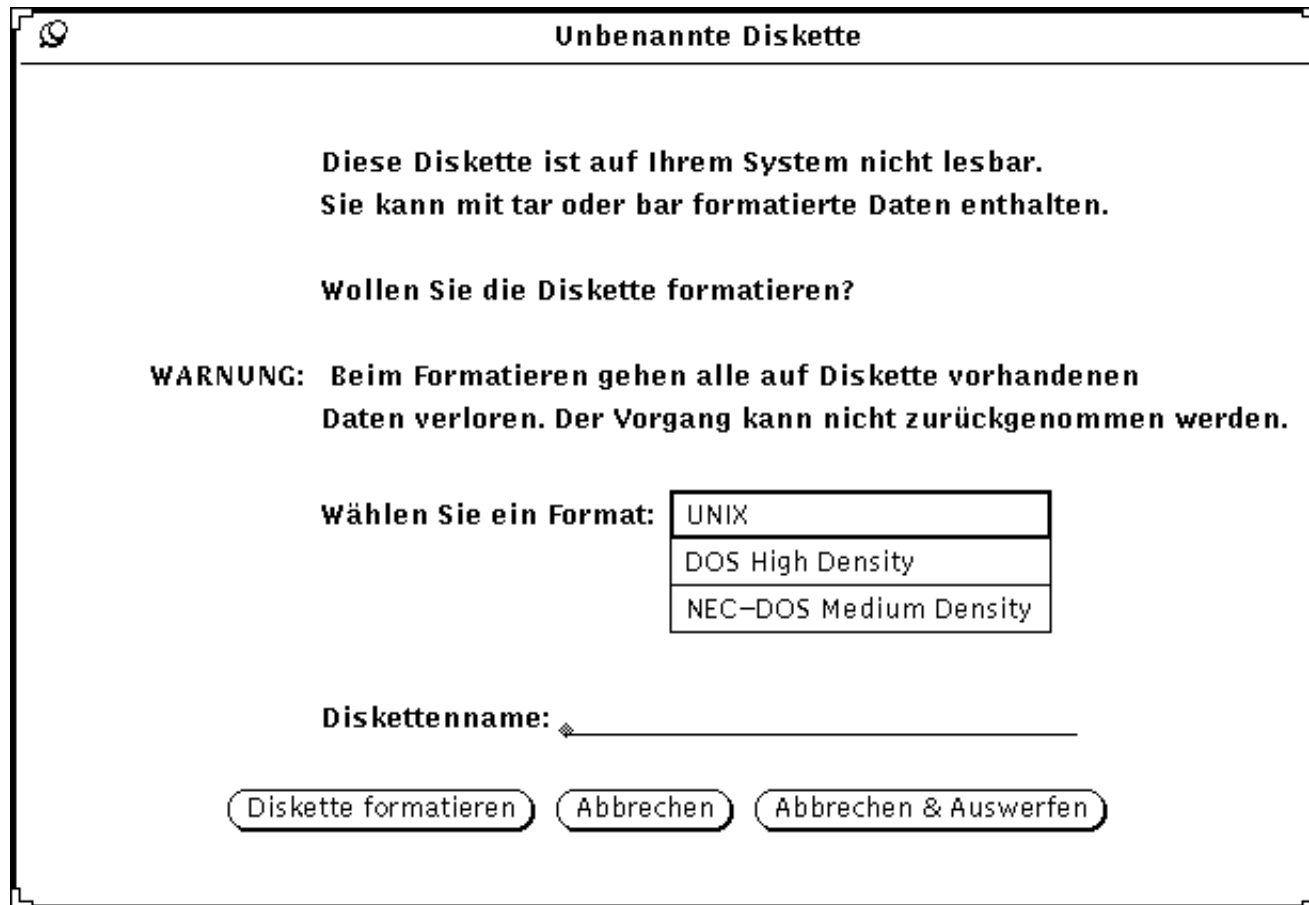 Unbenannte Diskette
Diese Diskette ist auf Ihrem System nicht lesbar.
Sie kann mit tar oder bar formatierte Daten enthalten.
Wollen Sie die Diskette formatieren?
WARNUNG: Beim Formatieren gehen alle auf Diskette vorhandenen
Daten verloren. Der Vorgang kann nicht zurückgenommen werden.
Wählen Sie ein Format: UNIX
DOS High Density
NEC-DOS Medium Density
Diskettenname:
Diskette formatieren Abbrechen Abbrechen & Auswerfen